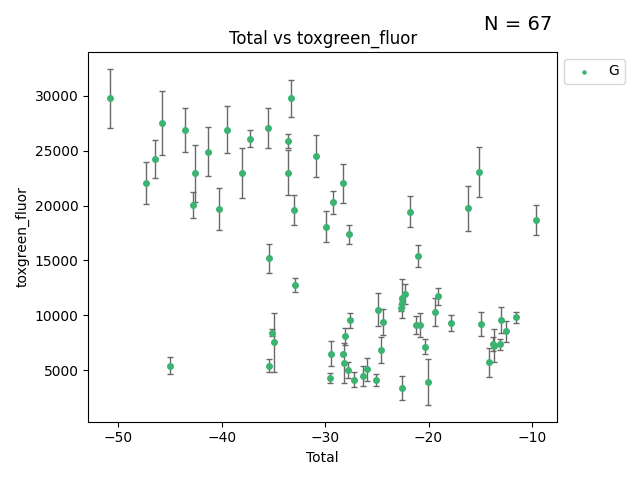 N = 67
Total vs toxgreen_fluor
G
toxgreen_fluor
30000
25000
20000
15000
10000
5000
−50 −40 −30 −20 −10
Total